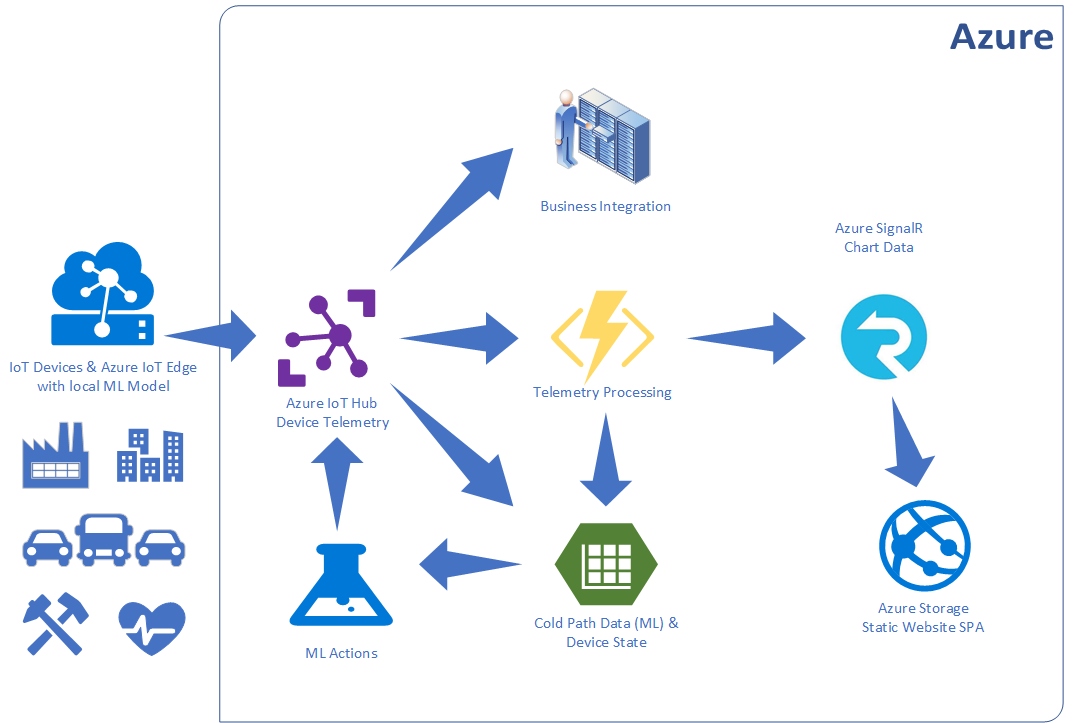 Azure
Business Integration
Azure SignalR
Chart Data
IoT Devices & Azure IoT Edge
with local ML Model
Azure IoT Hub
Device Telemetry
Telemetry Processing
Cold Path Data (ML) &
Device State
Azure Storage
Static Website SPA
ML Actions